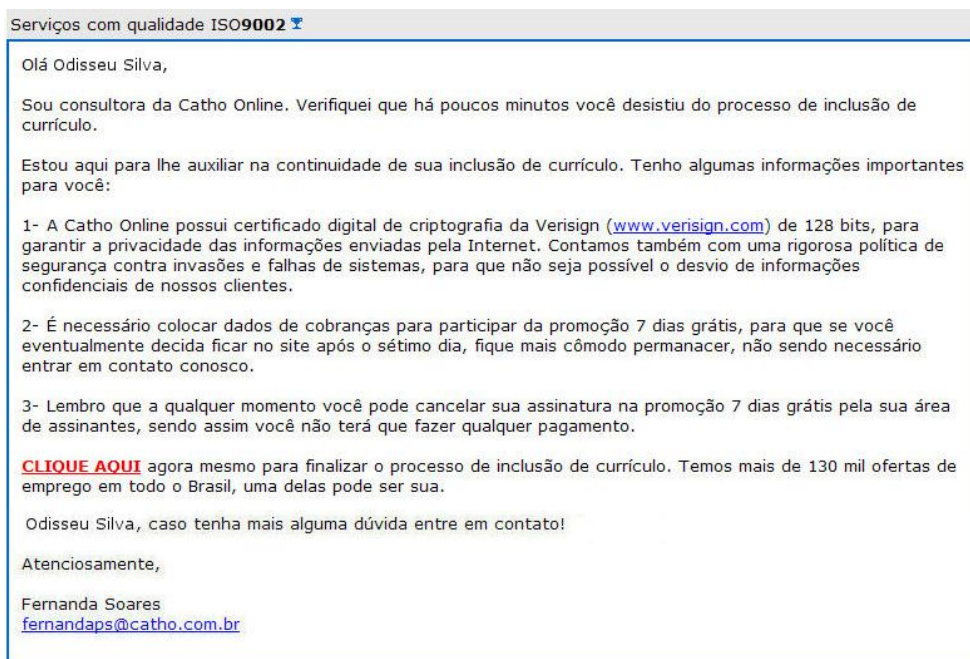 Serviços com qualidade ISO9002
Olá Odisseu Silva,
Sou consultora da Catho Online. Verifiquei que há poucos minutos você desistiu do processo de inclusão de
currículo.
Estou aqui para lhe auxiliar na continuidade de sua inclusão de currículo. Tenho algumas informações importantes
para você:
1- A Catho Online possui certificado digital de criptografia da Verisign (www.verisign.com) de 128 bits, para
garantir a privacidade das informações enviadas pela Internet. Contamos também com uma rigorosa política de
segurança contra invasões e falhas de sistemas, para que não seja possível o desvio de informações
confidenciais de nossos clientes.
2- É necessário colocar dados de cobranças para participar da promoção 7 dias grátis, para que se você
eventualmente decida ficar no site após o sétimo dia, fique mais cômodo permanacer, não sendo necessário
entrar em contato conosco.
3- Lembro que a qualquer momento você pode cancelar sua assinatura na promoção 7 dias grátis pela sua área
de assinantes, sendo assim você não terá que fazer qualquer pagamento.
CLIQUE AQUI agora mesmo para finalizar o processo de inclusão de currículo. Temos mais de 130 mil ofertas de
emprego em todo o Brasil, uma delas pode ser sua.
Odisseu Silva, caso tenha mais alguma dúvida entre em contato!
Atenciosamente,
Fernanda Soares
fernandaps@catho.com.br